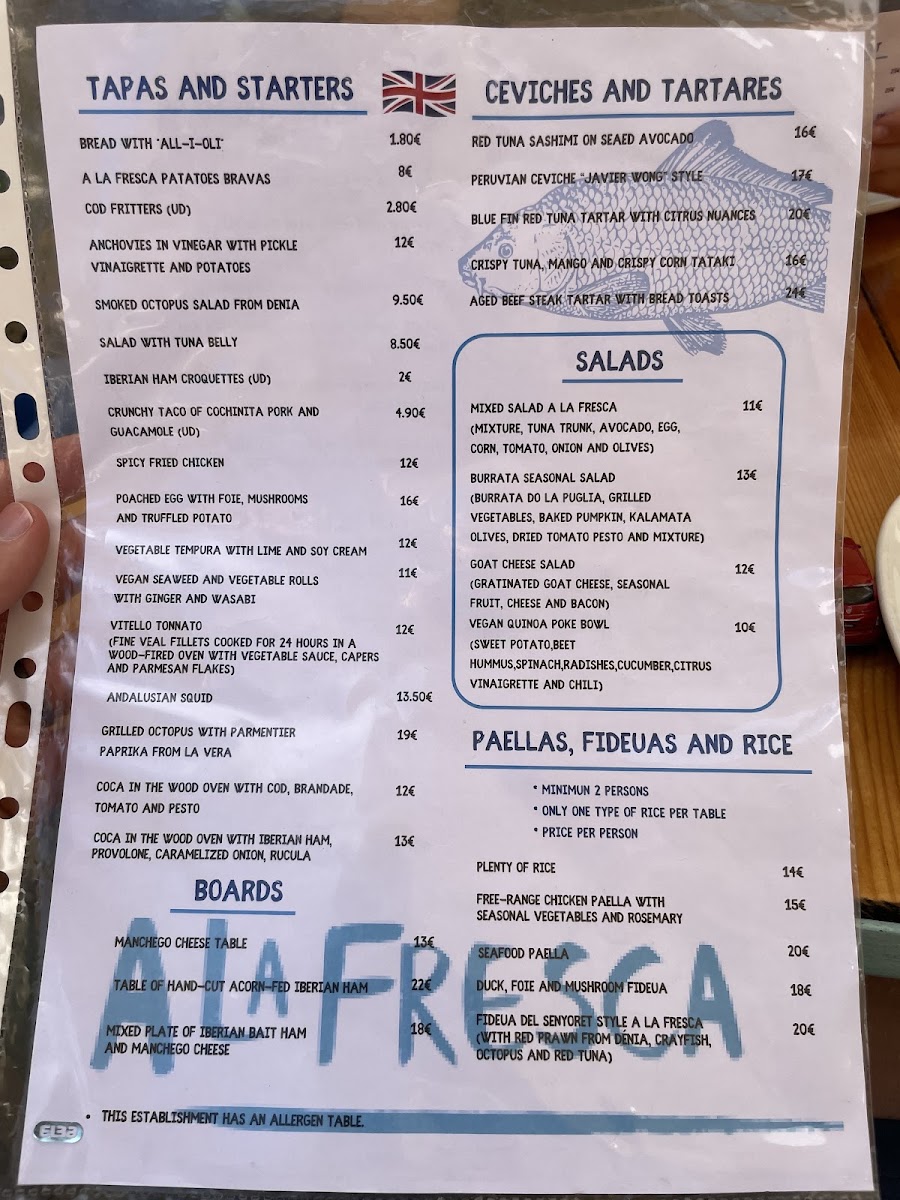 TAPAS AND STARTERS
BREAD WITH "ALL-I-OLI" 1.80€
A LA FRESCA PATATOES BRAVAS 8€
COD FRITTERS (UD) 2.80€
ANCHOVIES IN VINEGAR WITH PICKLE 12€
VINAIGRETTE AND POTATOES
SMOKED OCTOPUS SALAD FROM DENIA 9.50€
SALAD WITH TUNA BELLY 8.50€
IBERIAN HAM CROQUETTES (UD) 2€
CRUNCHY TACO OF COCHINITA PORK AND 4.90€
GUACAMOLE (UD)
SPICY FRIED CHICKEN 12€
POACHED EGG WITH FOIE, MUSHROOMS 16€
AND TRUFFLED POTATO
VEGETABLE TEMPURA WITH LIME AND SOY CREAM 12€
VEGAN SEAWEED AND VEGETABLE ROLLS 11€
WITH GINGER AND WASABI
VITELLO TONNATO 12€
(FINE VEAL FILLETS COOKED FOR 24 HOURS IN A
WOOD-FIRED OVEN WITH VEGETABLE SAUCE, CAPERS
AND PARMESAN FLAKES)
ANDALUSIAN SQUID 13.50€
GRILLED OCTOPUS WITH PARMENTIER 19€
PAPRIKA FROM LA VERA
COCA IN THE WOOD OVEN WITH COD, BRANDADE, 12€
TOMATO AND PESTO
COCA IN THE WOOD OVEN WITH IBERIAN HAM, 13€
PROVOLONE, CARAMELIZED ONION, RUCULA
BOARDS
MANCHEGO CHEESE TABLE 13€
TABLE OF HAND-CUT ACORN-FED IBERIAN HAM 22€
MIXED PLATE OF IBERIAN BAIT HAM 18€
AND MANCHEGO CHEESE
CEVICHES AND TARTARES
RED TUNA SASHIMI ON SEAED AVOCADO 16€
PERUVIAN CEVICHE "JAVIER WONG" STYLE 17€
BLUE FIN RED TUNA TARTAR WITH CITRUS NUANCES 20€
CRISPY TUNA, MANGO AND CRISPY CORN TATAKI 16€
AGED BEEF STEAK TARTAR WITH BREAD TOASTS 24€
SALADS
MIXED SALAD A LA FRESCA 11€
(MIXTURE, TUNA TRUNK, AVOCADO, EGG,
CORN, TOMATO, ONION AND OLIVES)
BURRATA SEASONAL SALAD 13€
(BURRATA DO LA PUGLIA, GRILLED
VEGETABLES, BAKED PUMPKIN, KALAMATA
OLIVES, DRIED TOMATO PESTO AND MIXTURE)
GOAT CHEESE SALAD 12€
(GRATINATED GOAT CHEESE, SEASONAL
FRUIT, CHEESE AND BACON)
VEGAN QUINOA POKE BOWL 10€
(SWEET POTATO,BEET
HUMMUS,SPINACH,RADISHES,CUCUMBER,CITRUS
VINAIGRETTE AND CHILI)
PAELLAS, FIDEUAS AND RICE
• MINIMUN 2 PERSONS
• ONLY ONE TYPE OF RICE PER TABLE
• PRICE PER PERSON
PLENTY OF RICE 14€
FREE-RANGE CHICKEN PAELLA WITH 15€
SEASONAL VEGETABLES AND ROSEMARY
SEAFOOD PAELLA 20€
DUCK, FOIE AND MUSHROOM FIDEUA 18€
FIDEUA DEL SENYORET STYLE A LA FRESCA 20€
(WITH RED PRAWN FROM DÉNIA, CRAYFISH,
OCTOPUS AND RED TUNA)
A LA FRESCA
• THIS ESTABLISHMENT HAS AN ALLERGEN TABLE.